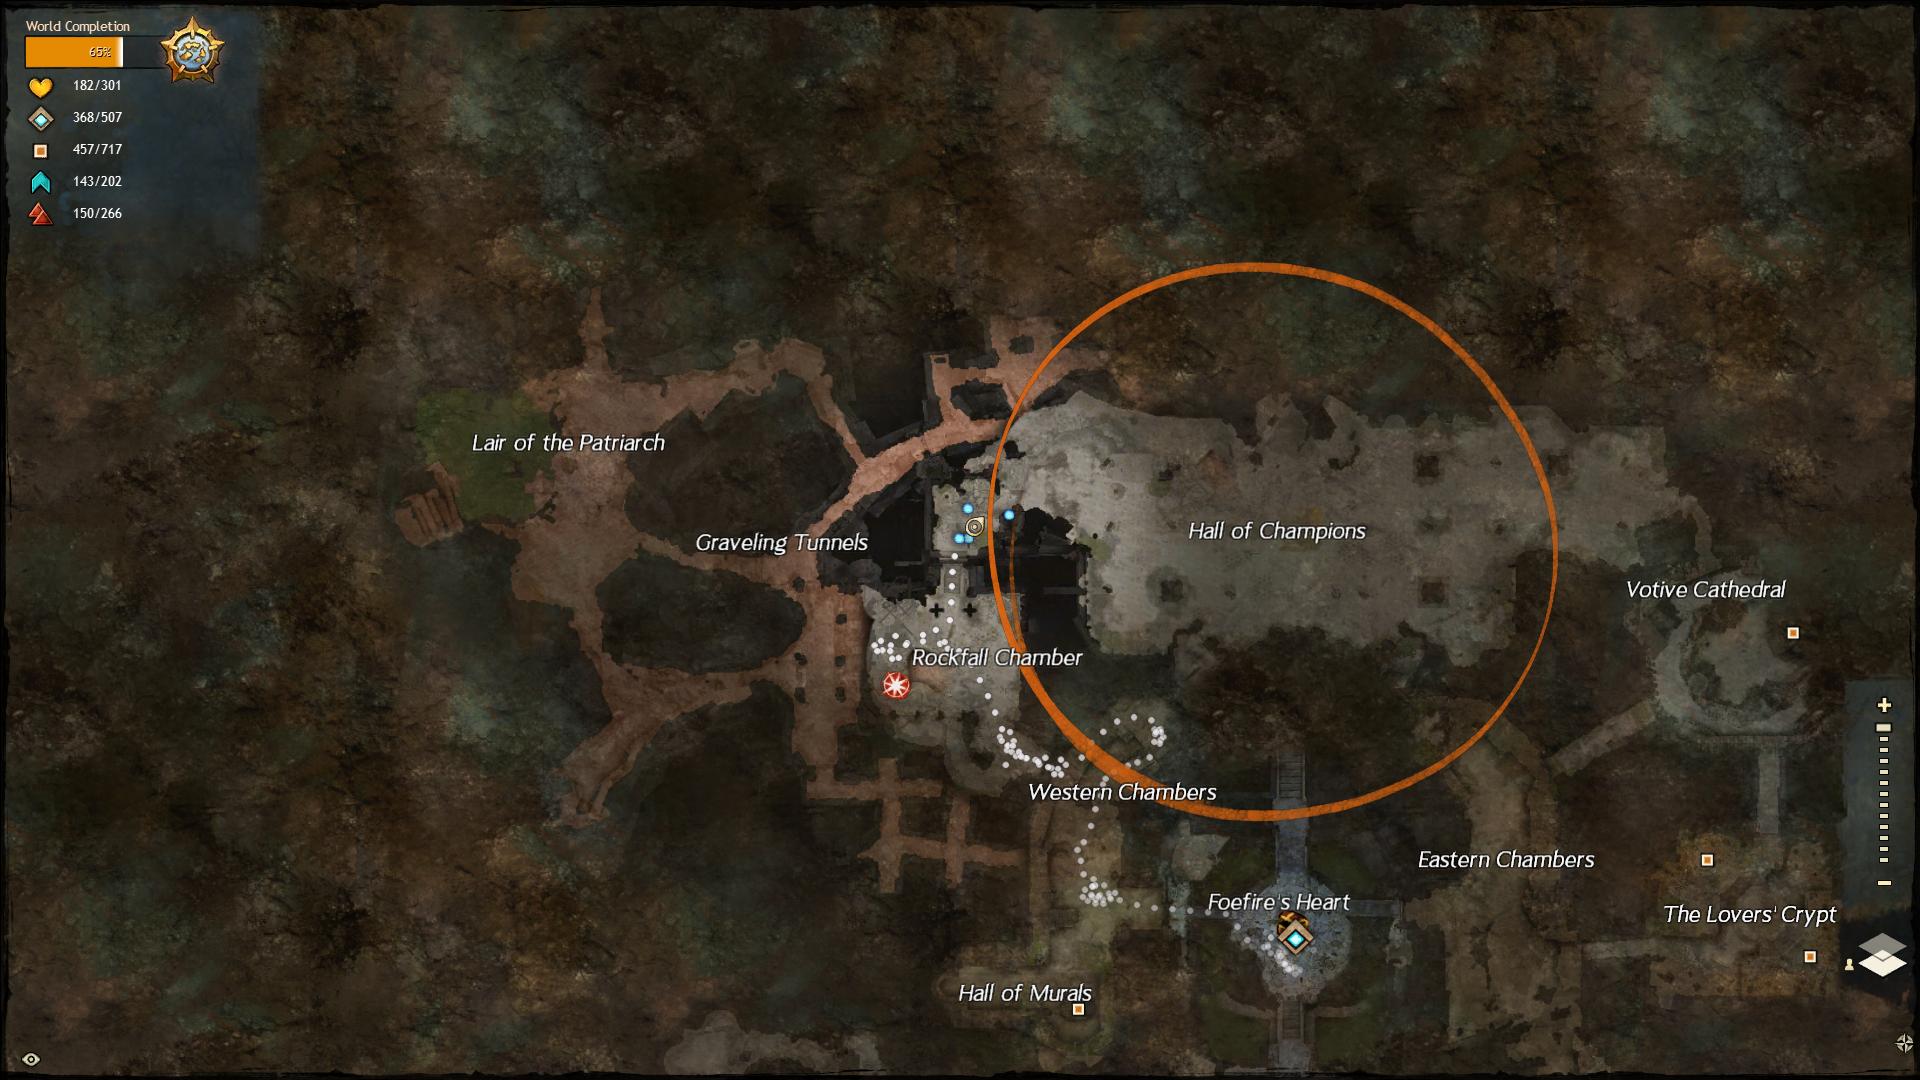 World Completion
65%
182/301
368/507
457/717
143/202
150/266
Lair of the Patriarch
Graveling Tunnels
Hall of Champions
Votive Cathedral
Rockfall Chamber
Western Chambers
Eastern Chambers
Foefire's Heart
The Lovers' Crypt
Hall of Murals